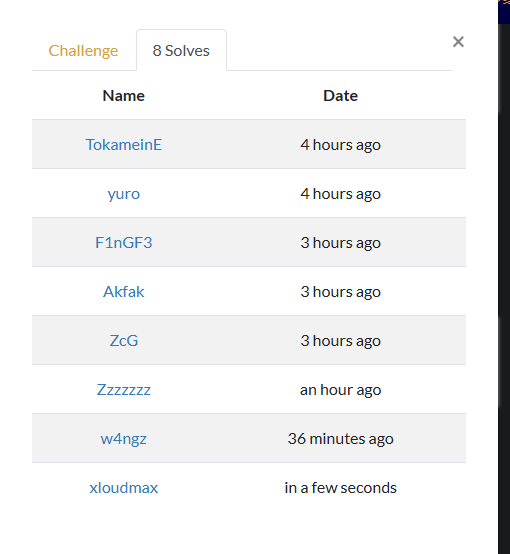 Challenge 8 Solves ×
Name Date
TokameinE 4 hours ago
yuro 4 hours ago
F1nGF3 3 hours ago
Akfak 3 hours ago
ZcG 3 hours ago
Zzzzzzz an hour ago
w4ngz 36 minutes ago
xloudmax in a few seconds